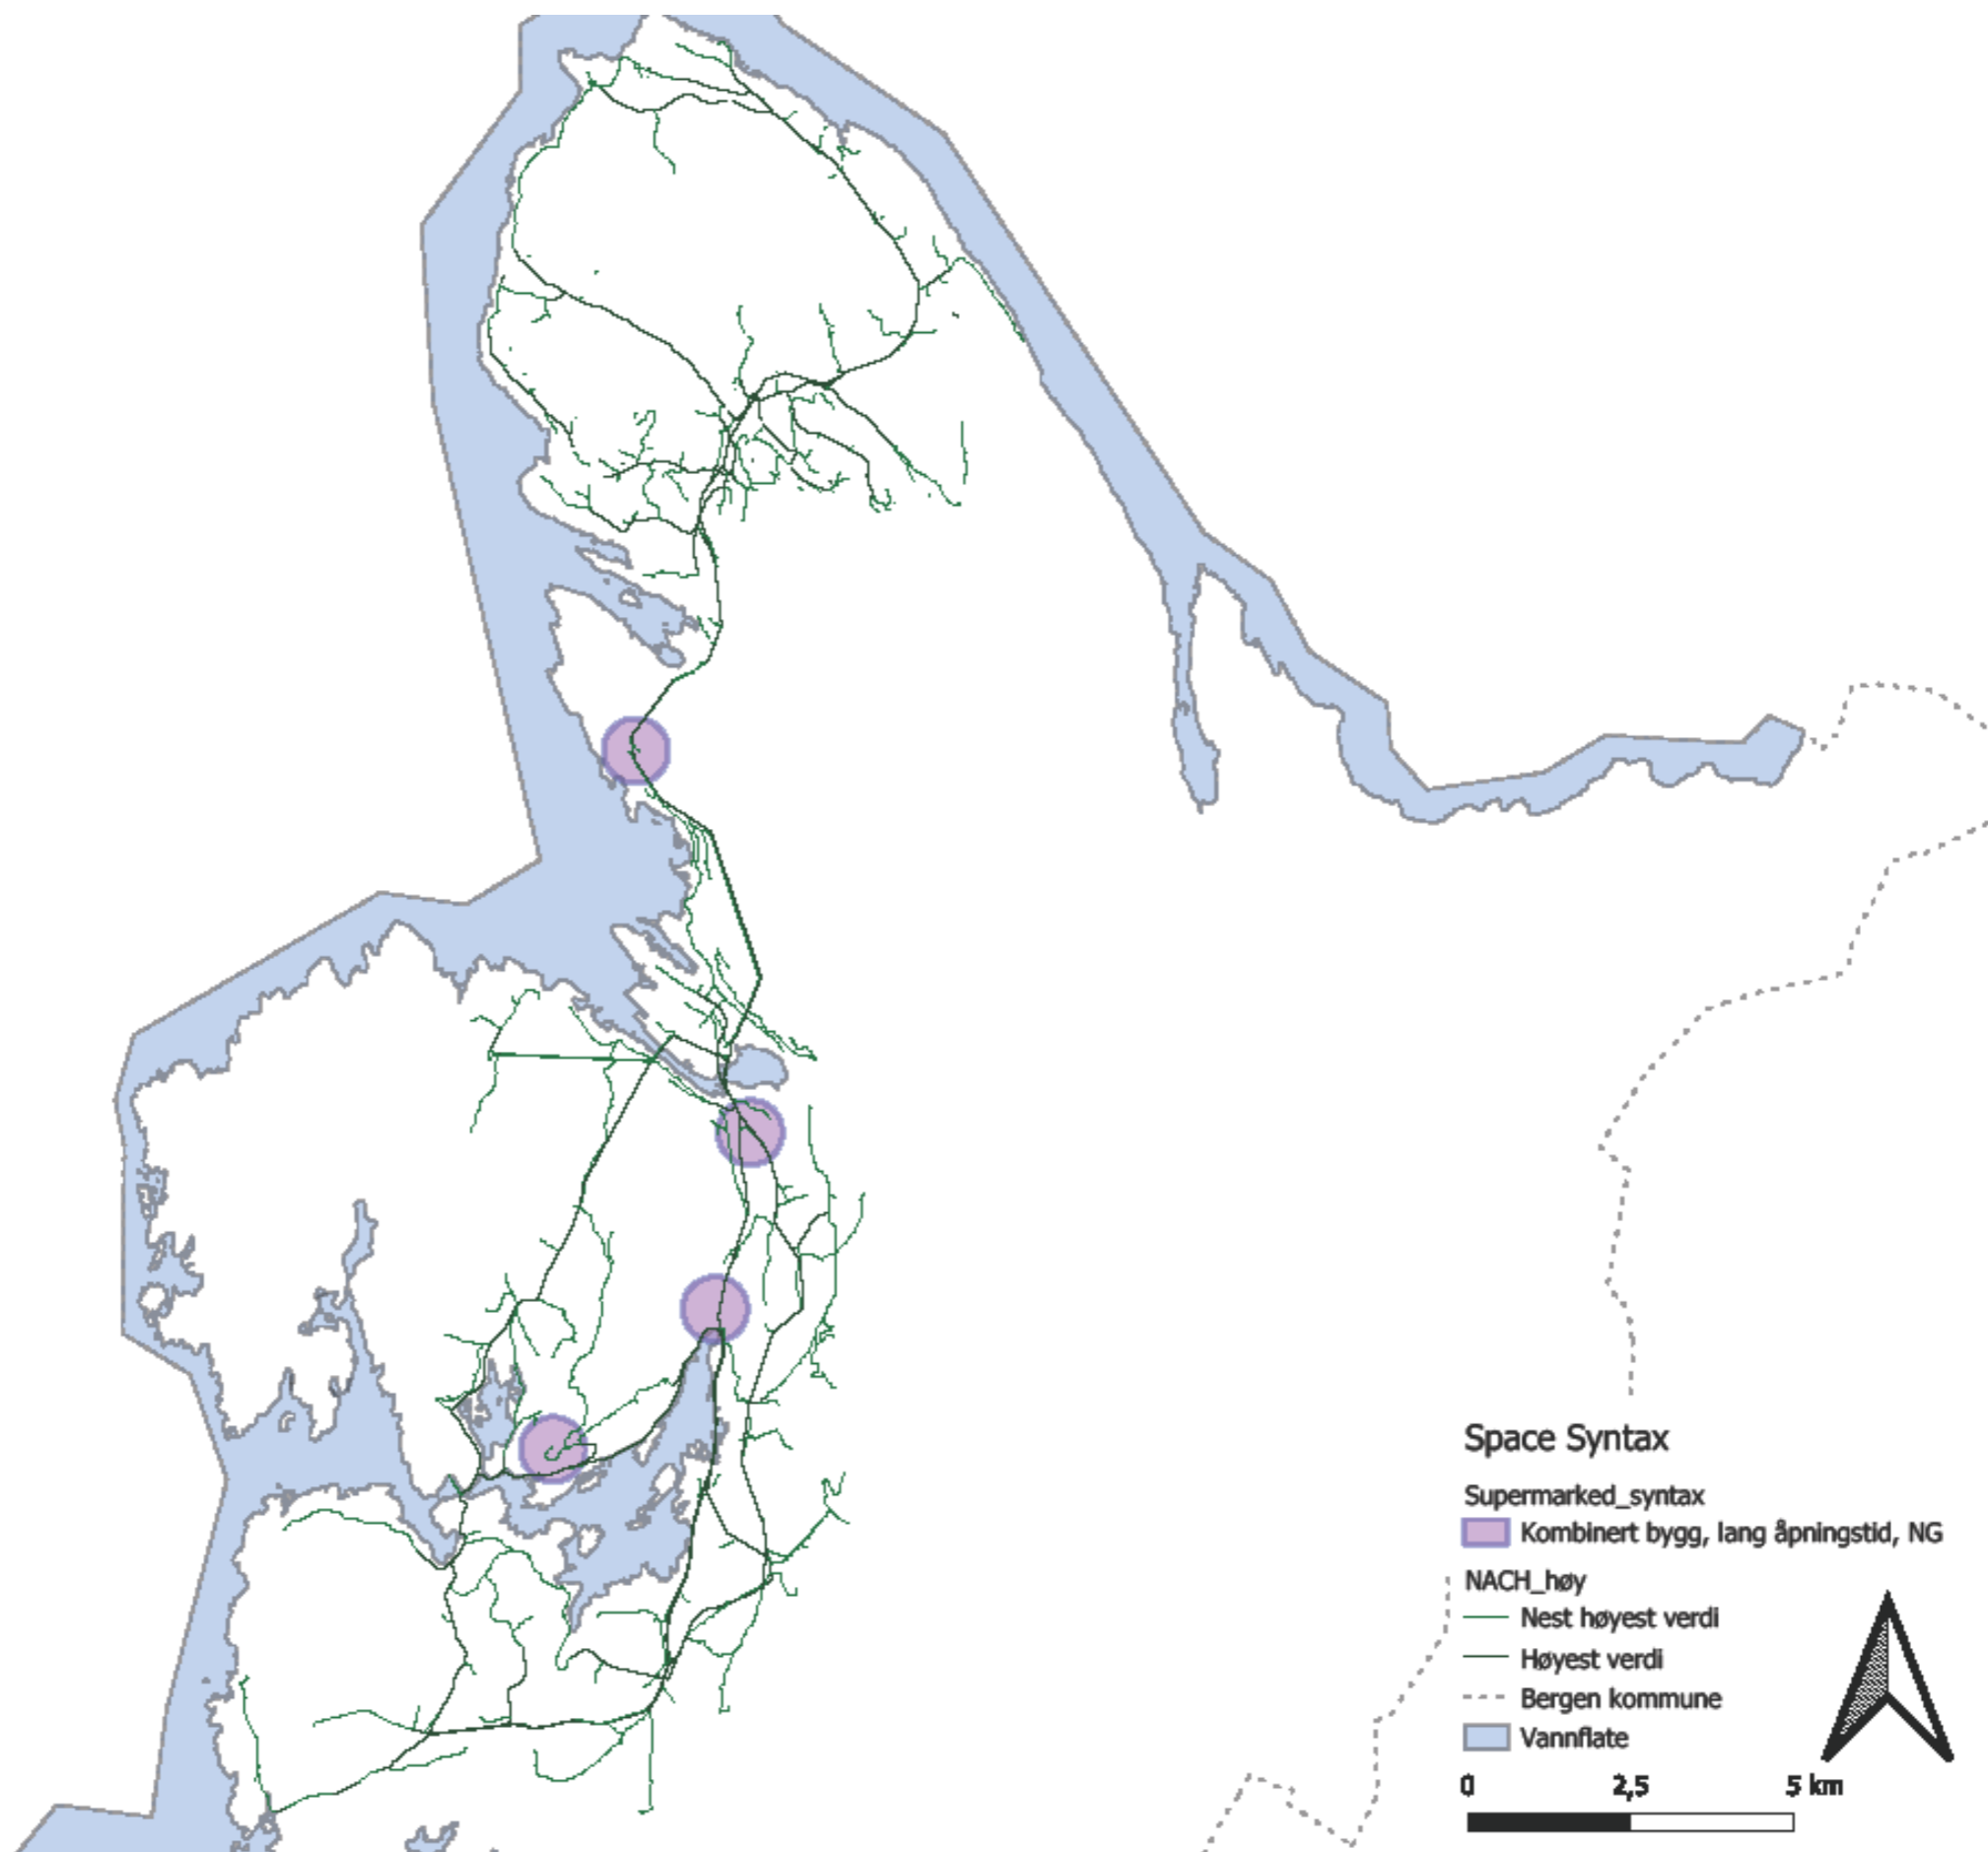 Space Syntax
Supermarked_syntax
Kombinert bygg, lang åpningstid, NG
NACH_høy
Nest høyest verdi
Høyest verdi
Bergen kommune
Vannflate
0 2,5 5 km